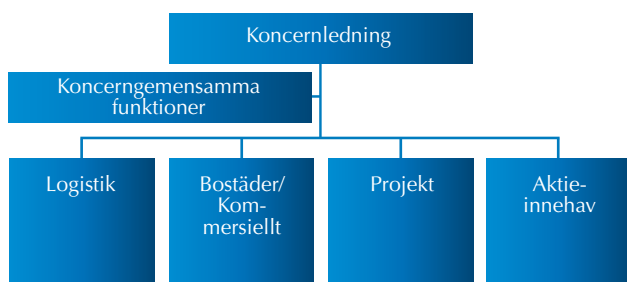 Koncernledning
Koncerngemensamma
funktioner
Logistik
Bostäder/
Kom-
mersiellt
Projekt
Aktie-
innehav